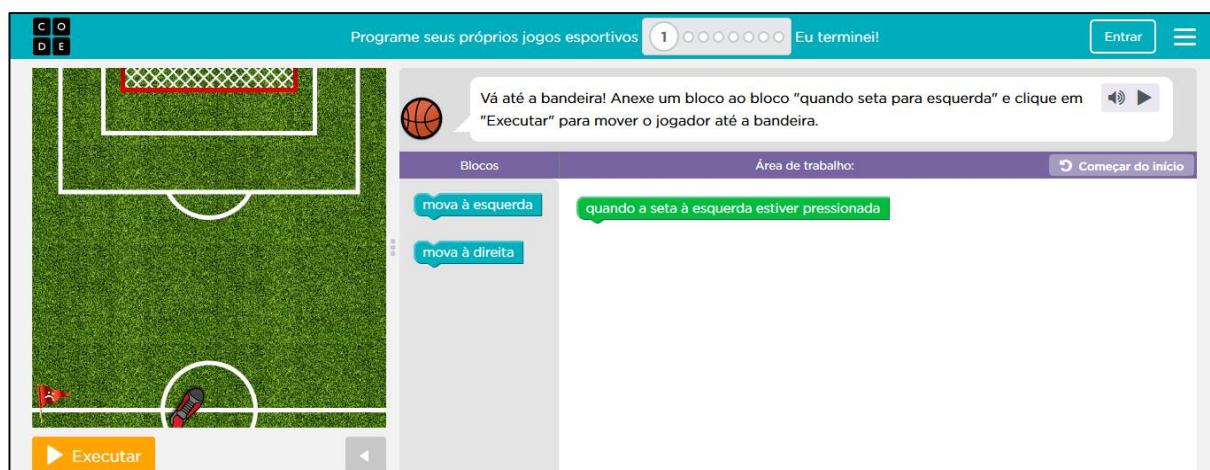 CODE
Programe seus próprios jogos esportivos 1 Eu terminei!
Entrar
Vá até a bandeira! Anexe um bloco ao bloco "quando seta para esquerda" e clique em
"Executar" para mover o jogador até a bandeira.
Blocos
Área de trabalho:
Começar do início
mova à esquerda
quando a seta à esquerda estiver pressionada
mova à direita
Executar